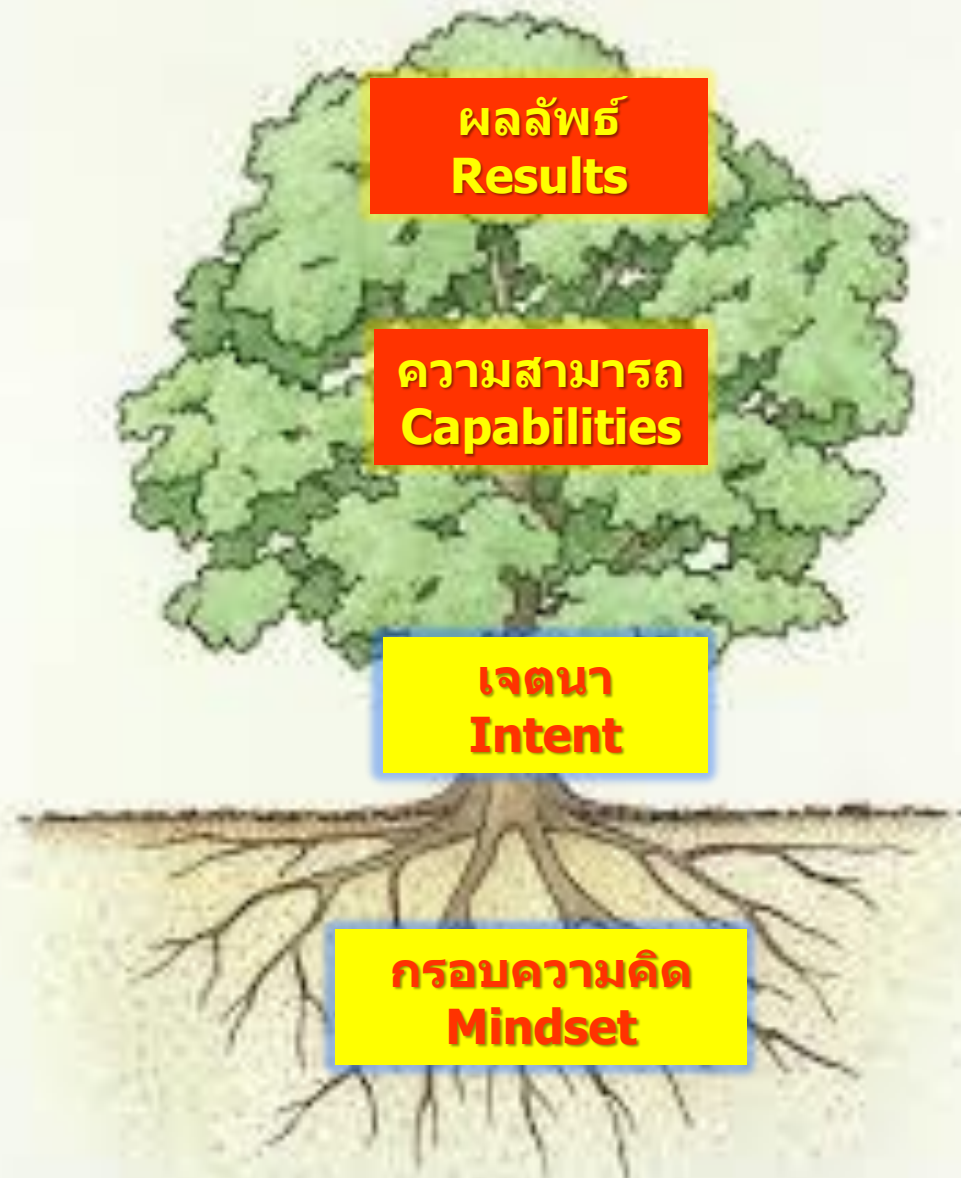 ผลลัพธ์
Results
ความสามารถ
Capabilities
เจตนา
Intent
กรอบความคิด
Mindset